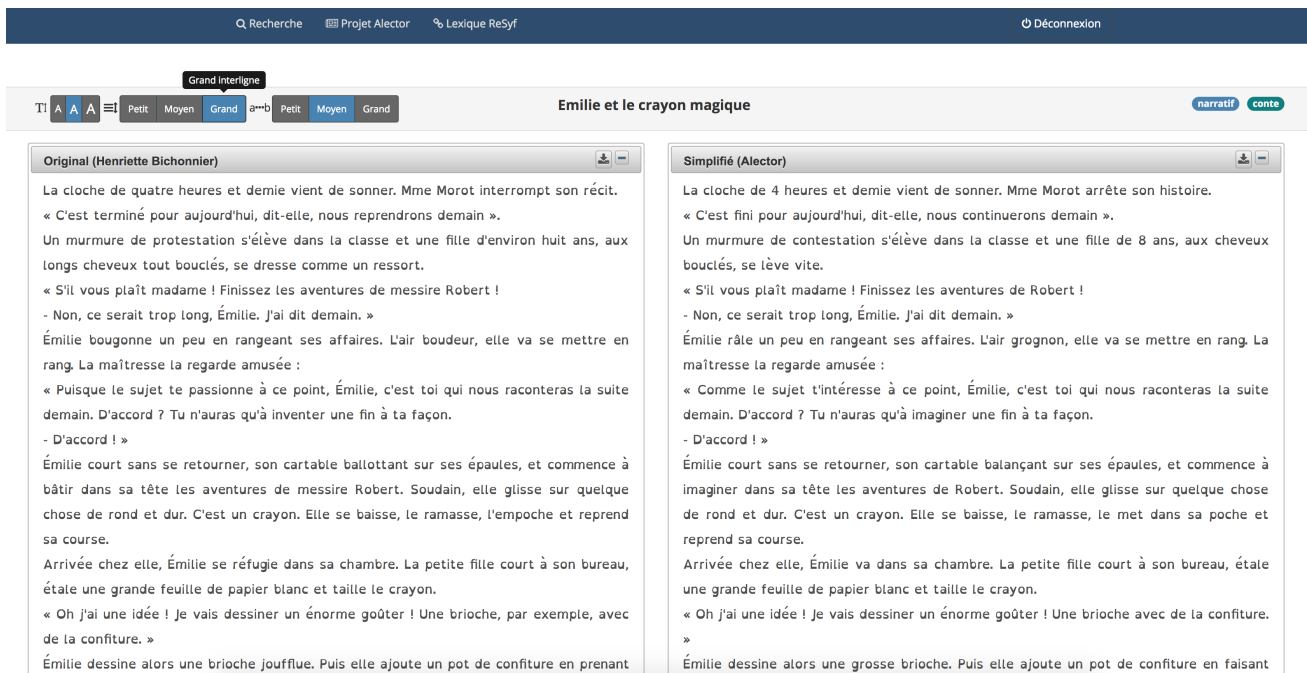 Recherche Projet Alector Lexique ReSyf Déconnexion
Grand interligne
TI A A A Petit Moyen Grand a···b Petit Moyen Grand Emilie et le crayon magique narratif conte
Original (Henriette Bichonnier)
La cloche de quatre heures et demie vient de sonner. Mme Morot interrompt son récit.
« C'est terminé pour aujourd'hui, dit-elle, nous reprendrons demain ».
Un murmure de protestation s'élève dans la classe et une fille d'environ huit ans, aux
longs cheveux tout bouclés, se dresse comme un ressort.
« S'il vous plaît madame ! Finissez les aventures de messire Robert !
- Non, ce serait trop long, Émilie. J'ai dit demain. »
Émilie bougonne un peu en rangeant ses affaires. L'air boudeur, elle va se mettre en
rang. La maîtresse la regarde amusée :
« Puisque le sujet te passionne à ce point, Émilie, c'est toi qui nous raconteras la suite
demain. D'accord ? Tu n'auras qu'à inventer une fin à ta façon.
- D'accord ! »
Émilie court sans se retourner, son cartable ballottant sur ses épaules, et commence à
bâtir dans sa tête les aventures de messire Robert. Soudain, elle glisse sur quelque
chose de rond et dur. C'est un crayon. Elle se baisse, le ramasse, l'empoche et reprend
sa course.
Arrivée chez elle, Émilie se réfugie dans sa chambre. La petite fille court à son bureau,
étale une grande feuille de papier blanc et taille le crayon.
« Oh j'ai une idée ! Je vais dessiner un énorme goûter ! Une brioche, par exemple, avec
de la confiture. »
Émilie dessine alors une brioche joufflue. Puis elle ajoute un pot de confiture en prenant
Simplifié (Alector)
La cloche de 4 heures et demie vient de sonner. Mme Morot arrête son histoire.
« C'est fini pour aujourd'hui, dit-elle, nous continuerons demain ».
Un murmure de contestation s'élève dans la classe et une fille de 8 ans, aux cheveux
bouclés, se lève vite.
« S'il vous plaît madame ! Finissez les aventures de Robert !
- Non, ce serait trop long, Émilie. J'ai dit demain. »
Émilie râle un peu en rangeant ses affaires. L'air grognon, elle va se mettre en rang. La
maîtresse la regarde amusée :
« Comme le sujet t'intéresse à ce point, Émilie, c'est toi qui nous raconteras la suite
demain. D'accord ? Tu n'auras qu'à imaginer une fin à ta façon.
- D'accord ! »
Émilie court sans se retourner, son cartable balançant sur ses épaules, et commence à
imaginer dans sa tête les aventures de Robert. Soudain, elle glisse sur quelque chose
de rond et dur. C'est un crayon. Elle se baisse, le ramasse, le met dans sa poche et
reprend sa course.
Arrivée chez elle, Émilie va dans sa chambre. La petite fille court à son bureau, étale
une grande feuille de papier blanc et taille le crayon.
« Oh j'ai une idée ! Je vais dessiner un énorme goûter ! Une brioche avec de la confiture.
»
Émilie dessine alors une grosse brioche. Puis elle ajoute un pot de confiture en faisant